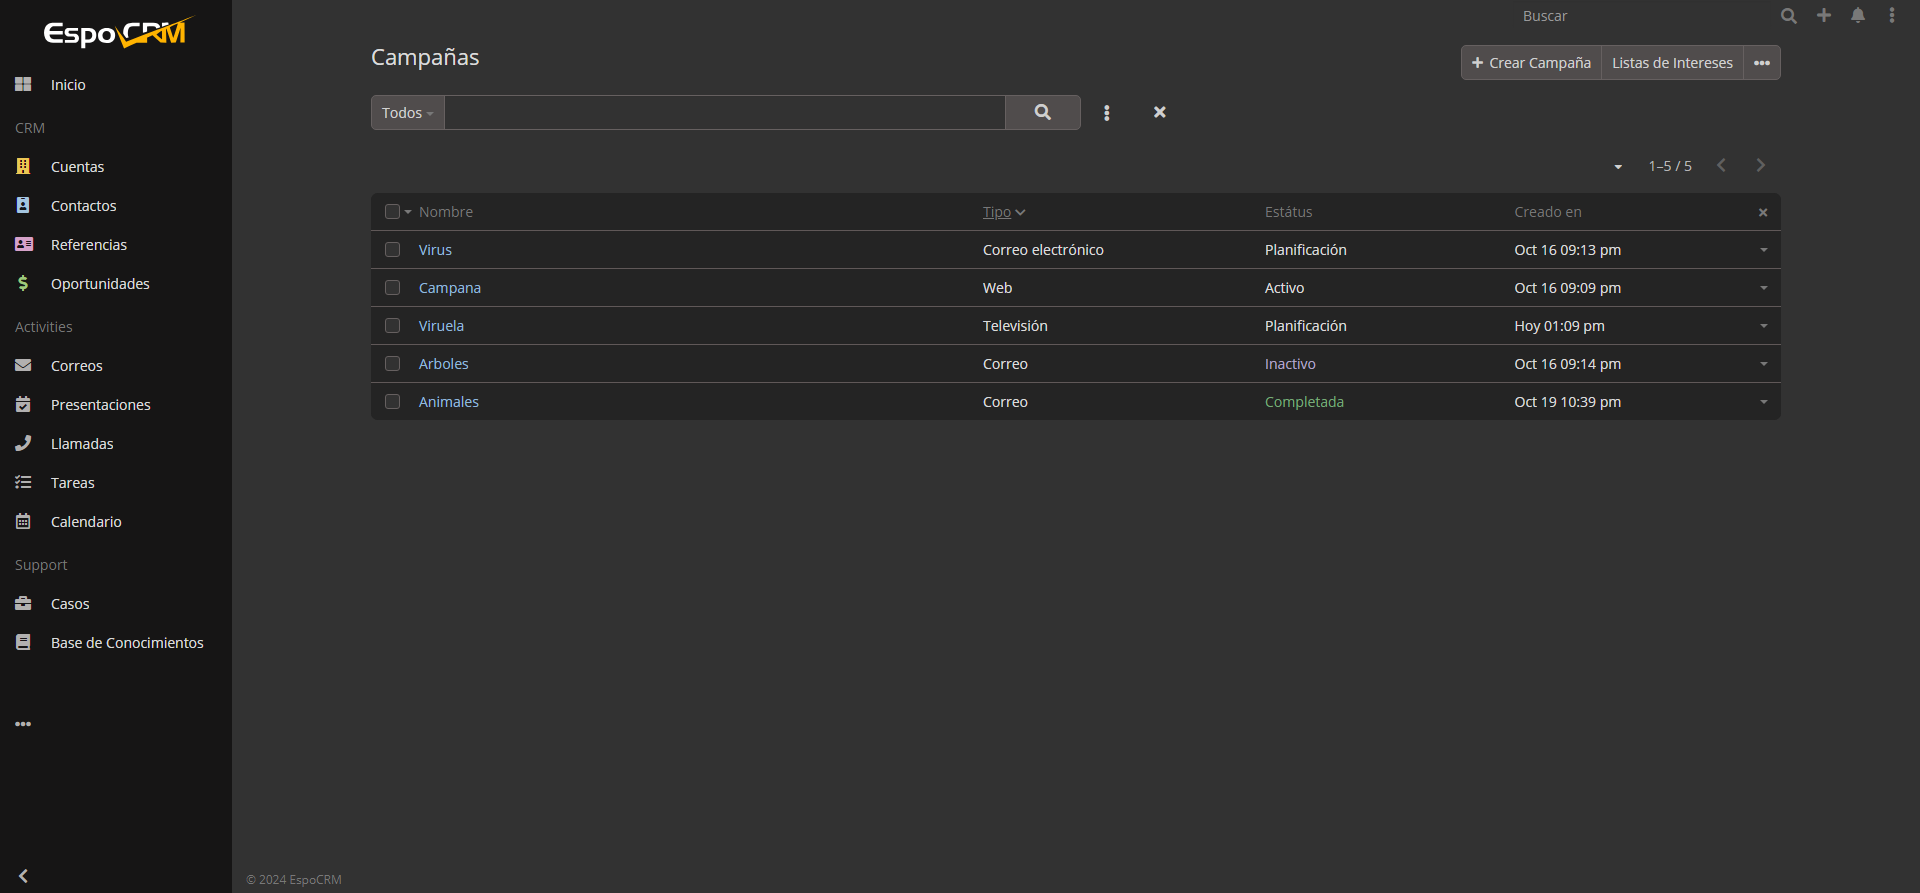 EspoCRM
Buscar
Inicio
CRM
Cuentas
Contactos
Referencias
Oportunidades
Activities
Correos
Presentaciones
Llamadas
Tareas
Calendario
Support
Casos
Base de Conocimientos
Campañas
Crear Campaña Listas de Intereses
Todos
1–5 / 5
Nombre Tipo Estátus Creado en
Virus Correo electrónico Planificación Oct 16 09:13 pm
Campana Web Activo Oct 16 09:09 pm
Viruela Televisión Planificación Hoy 01:09 pm
Arboles Correo Inactivo Oct 16 09:14 pm
Animales Correo Completada Oct 19 10:39 pm
© 2024 EspoCRM